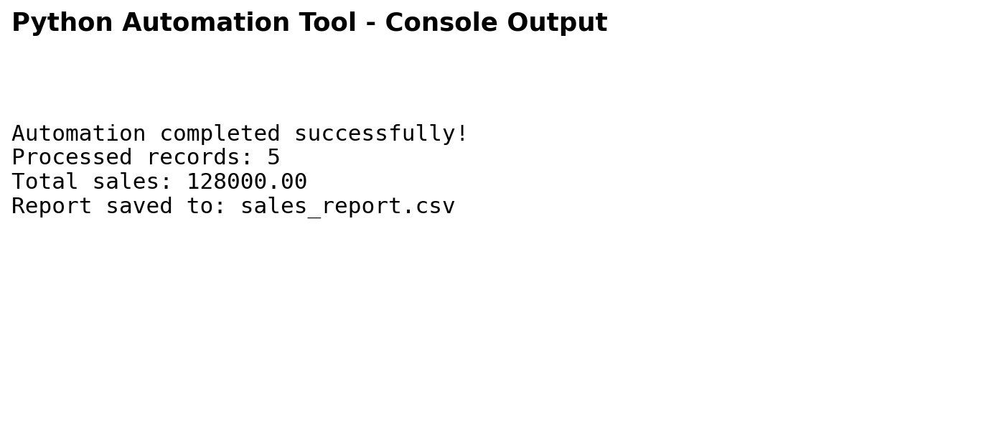 Python Automation Tool - Console Output
Automation completed successfully!
Processed records: 5
Total sales: 128000.00
Report saved to: sales_report.csv